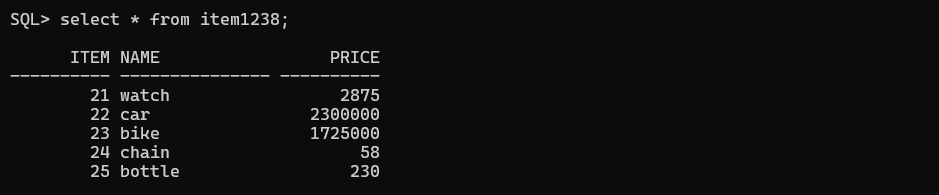 SQL> select * from item1238;
ITEM NAME PRICE
---------- --------------- ----------
21 watch 2875
22 car 2300000
23 bike 1725000
24 chain 58
25 bottle 230